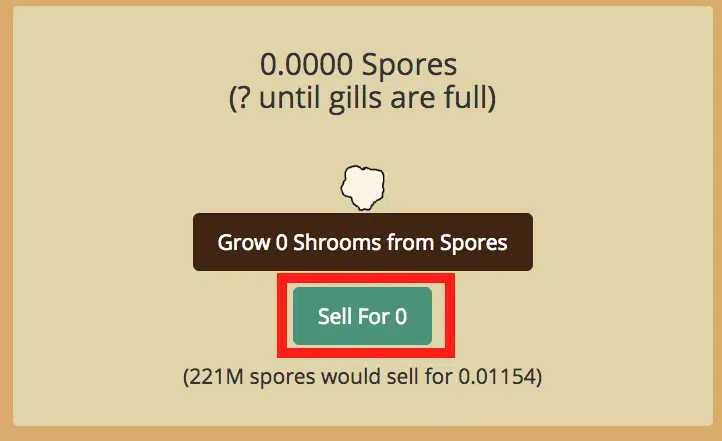 0.0000 Spores
(? until gills are full)
Grow 0 Shrooms from Spores
Sell For 0
(221M spores would sell for 0.01154)